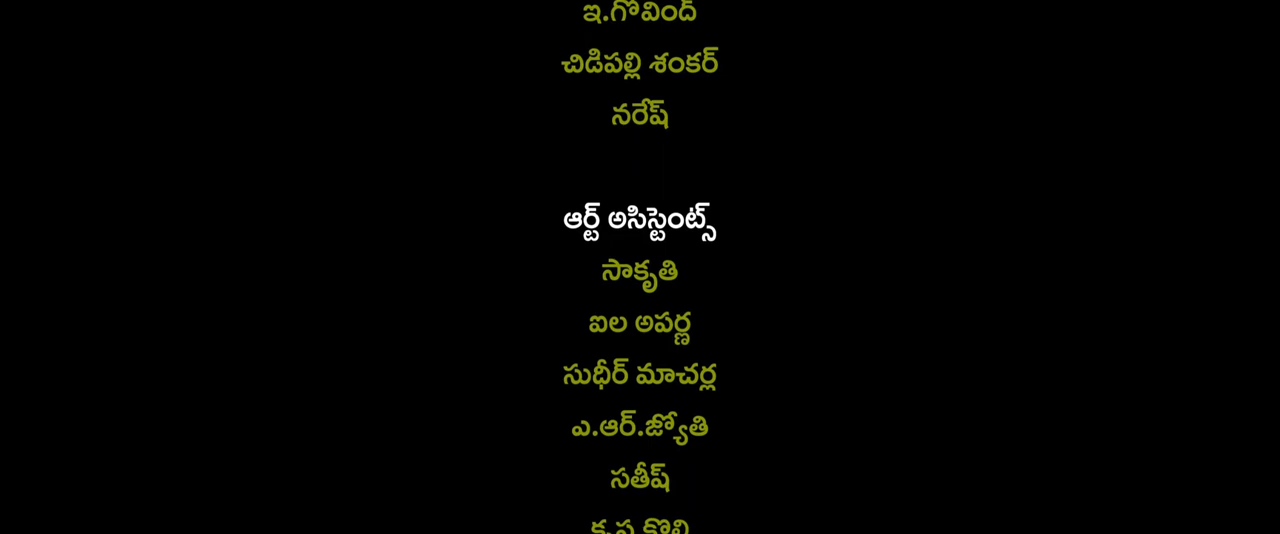 ఇ.గోవింద్
చిడిపల్లి శంకర్
నరేష్
ఆర్ట్ అసిస్టెంట్స్
సాకృతి
ఐల అపర్ణ
సుధీర్ మాచర్ల
ఎ.ఆర్.జ్యోతి
సతీష్